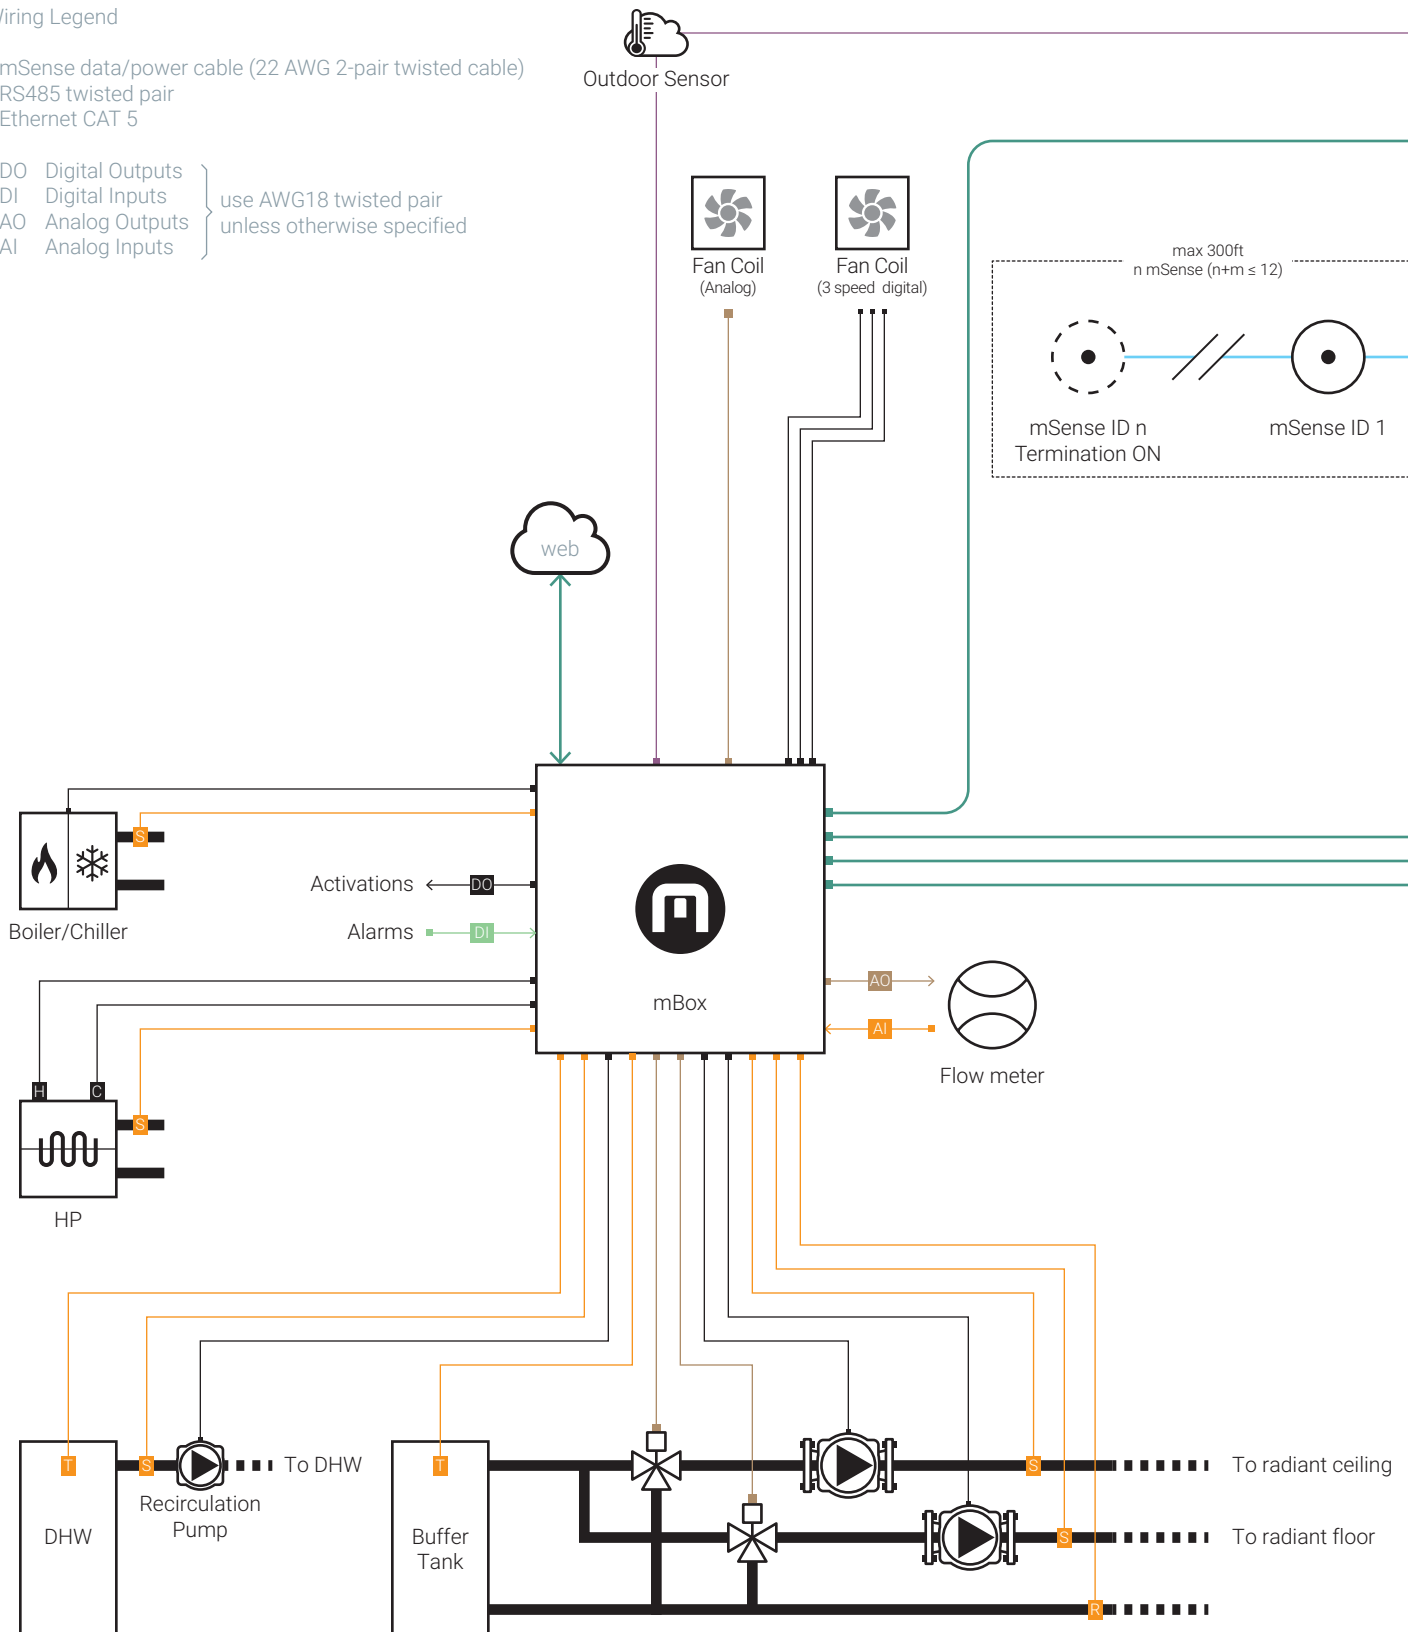 Wiring Legend
mSense data/power cable (22 AWG 2-pair twisted cable)
RS485 twisted pair
Ethernet CAT 5
DO Digital Outputs
DI Digital Inputs
AO Analog Outputs
AI Analog Inputs
use AWG18 twisted pair
unless otherwise specified
Outdoor Sensor
Fan Coil
(Analog)
Fan Coil
(3 speed digital)
max 300ft
n mSense (n+m ≤ 12)
mSense ID n
Termination ON
mSense ID 1
web
S
Boiler/Chiller
Activations
DO
Alarms
DI
mBox
AO
AI
Flow meter
H
C
S
HP
T
S
To DHW
Recirculation
Pump
DHW
T
Buffer
Tank
S
To radiant ceiling
S
To radiant floor
R